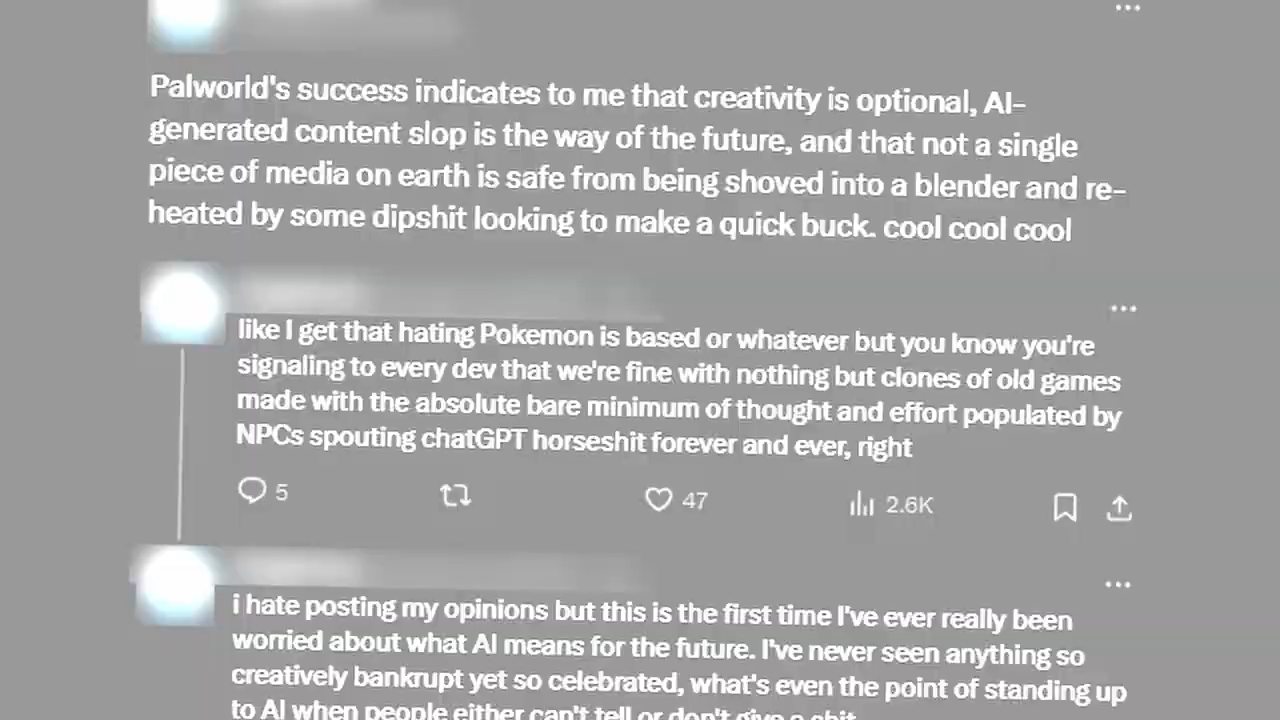 Palworld's success indicates to me that creativity is optional, AI-
generated content slop is the way of the future, and that not a single
piece of media on earth is safe from being shoved into a blender and re-
heated by some dipshit looking to make a quick buck. cool cool cool
like I get that hating Pokemon is based or whatever but you know you're
signaling to every dev that we're fine with nothing but clones of old games
made with the absolute bare minimum of thought and effort populated by
NPCs spouting chatGPT horseshit forever and ever, right
5 47 2.6K
i hate posting my opinions but this is the first time I've ever really been
worried about what AI means for the future. I've never seen anything so
creatively bankrupt yet so celebrated, what's even the point of standing up
to AI when people either can't tell or don't give a shit